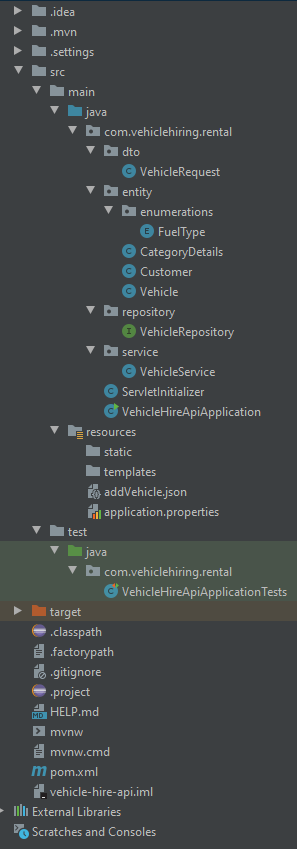 .idea
.mvn
.settings
src
main
java
com.vehiclehiring.rental
dto
VehicleRequest
entity
enumerations
FuelType
CategoryDetails
Customer
Vehicle
repository
VehicleRepository
service
VehicleService
ServletInitializer
VehicleHireApiApplication
resources
static
templates
addVehicle.json
application.properties
test
java
com.vehiclehiring.rental
VehicleHireApiApplicationTests
target
.classpath
.factorypath
.gitignore
.project
HELP.md
mvnw
mvnw.cmd
pom.xml
vehicle-hire-api.iml
External Libraries
Scratches and Consoles